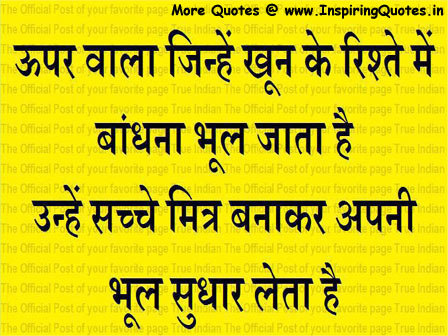 More Quotes @ www.InspiringQuotes.in
ऊपर वाला जिन्हें खून के रिश्ते में
बांधना भूल जाता है
उन्हें सच्चे मित्र बनाकर अपनी
भूल सुधार लेता है